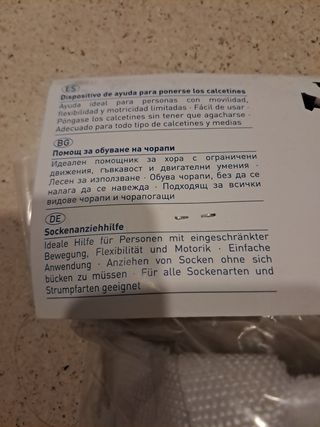 ES
Dispositivo de ayuda para ponerse los calcetines
Ayuda ideal para personas con movilidad,
flexibilidad y motricidad limitadas · Fácil de usar ·
Póngase los calcetines sin tener que agacharse ·
Adecuado para todo tipo de calcetines y medias
BG
Помощ за обуване на чорапи
Идеален помощник за хора с ограничени
движения, гъвкавост и двигателни умения ·
Лесен за използване · Обува чорапи, без да се
налага да се навежда · Подходящ за всички
видове чорапи и чорапогащи
DE
Sockenanziehhilfe
Ideale Hilfe für Personen mit eingeschränkter
Bewegung, Flexibilität und Motorik · Einfache
Anwendung · Anziehen von Socken ohne sich
bücken zu müssen · Für alle Sockenarten und
Strumpfarten geeignet